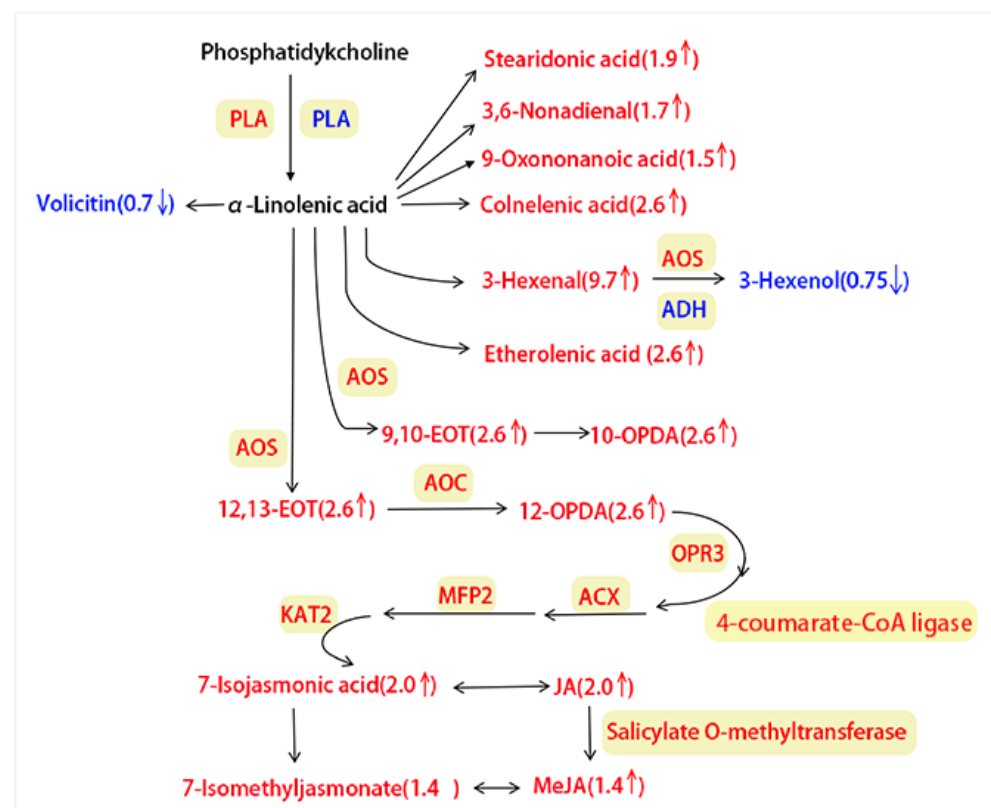 Phosphatidykcholine
Stearidonic acid(1.9↑)
PLA
PLA
3,6-Nonadienal(1.7↑)
9-Oxononanoic acid(1.5↑)
Volicitin(0.7↓)
α-Linolenic acid
Colnelenic acid(2.6↑)
3-Hexenal(9.7↑)
AOS
ADH
3-Hexenol(0.75↓)
Etherolenic acid (2.6↑)
AOS
9,10-EOT(2.6↑)
10-OPDA(2.6↑)
AOS
12,13-EOT(2.6↑)
AOC
12-OPDA(2.6↑)
OPR3
4-coumarate-CoA ligase
ACX
MFP2
KAT2
7-Isojasmonic acid(2.0↑)
JA(2.0↑)
Salicylate O-methyltransferase
7-Isomethyljasmonate(1.4 )
MeJA(1.4↑)